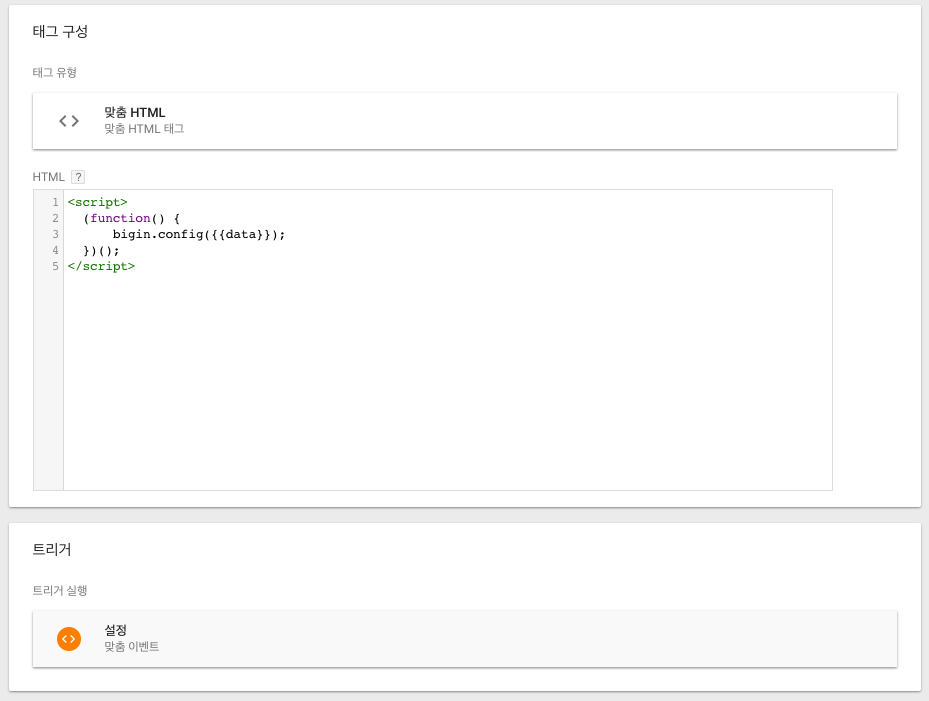 태그 구성
태그 유형
맞춤 HTML
맞춤 HTML 태그
HTML ?
1 <script>
2   (function() {
3       bigin.config({{data}});
4   })();
5 </script>
트리거
트리거 실행
설정
맞춤 이벤트